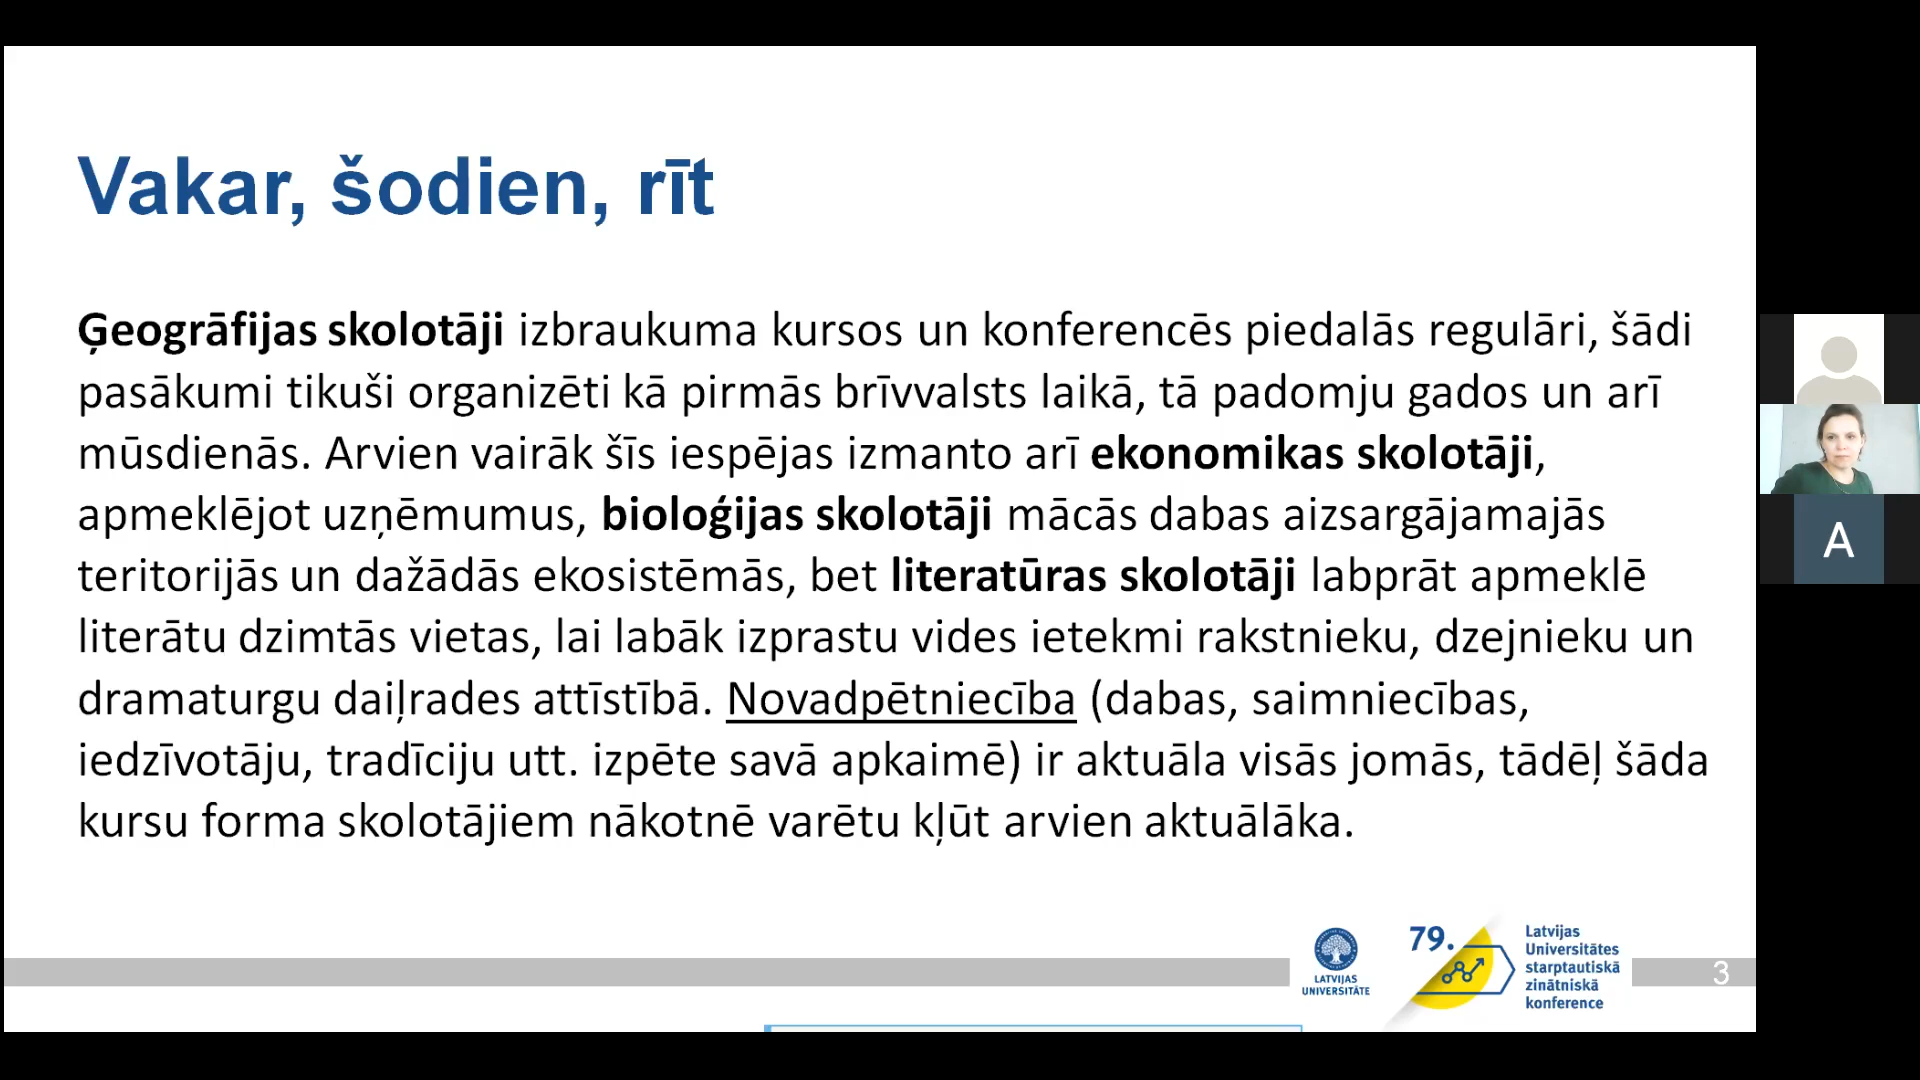 Vakar, šodien, rīt
Ģeogrāfijas skolotāji izbraukuma kursos un konferencēs piedalās regulāri, šādi
pasākumi tikuši organizēti kā pirmās brīvvalsts laikā, tā padomju gados un arī
mūsdienās. Arvien vairāk šīs iespējas izmanto arī ekonomikas skolotāji,
apmeklējot uzņēmumus, bioloģijas skolotāji mācās dabas aizsargājamajās
teritorijās un dažādās ekosistēmās, bet literatūras skolotāji labprāt apmeklē
literātu dzimtās vietas, lai labāk izprastu vides ietekmi rakstnieku, dzejnieku un
dramaturgu daiļrades attīstībā. Novadpētniecība (dabas, saimniecības,
iedzīvotāju, tradīciju utt. izpēte savā apkaimē) ir aktuāla visās jomās, tādēļ šāda
kursu forma skolotājiem nākotnē varētu kļūt arvien aktuālāka.
A
LATVIJAS
UNIVERSITĀTE
79.
Latvijas
Universitātes
starptautiskā
zinātniskā
konference
3